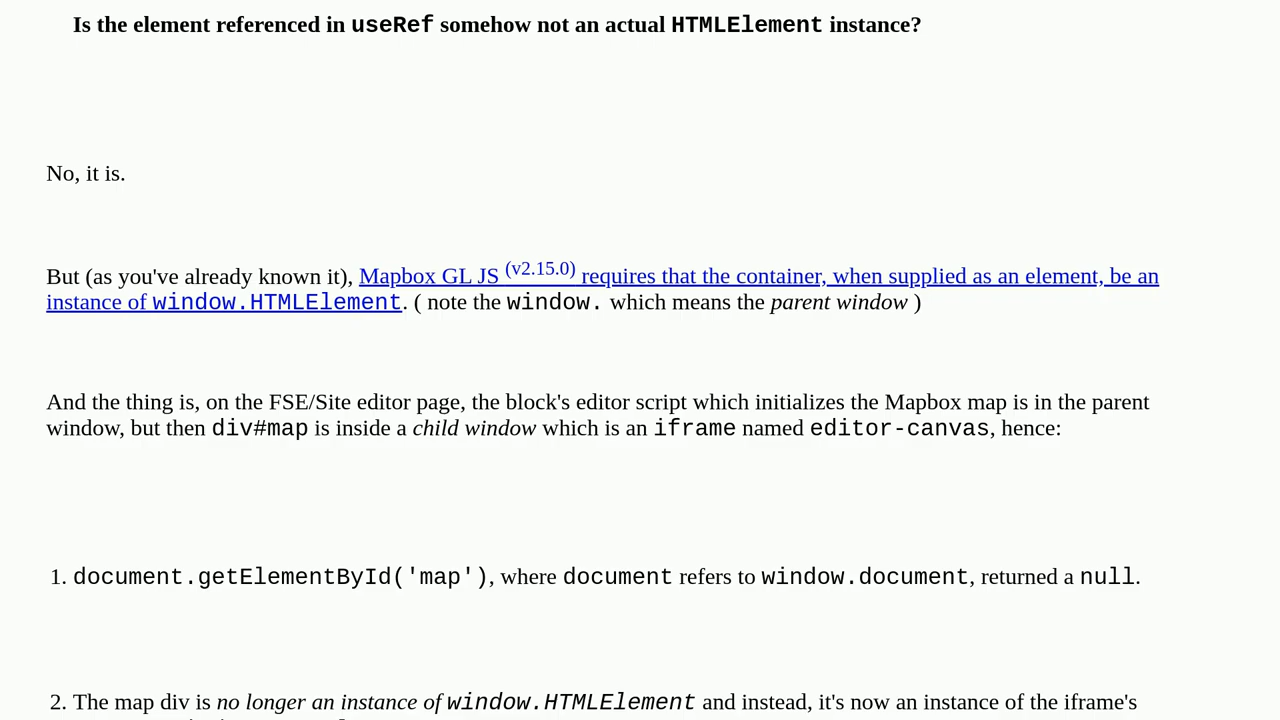 Is the element referenced in useRef somehow not an actual HTMLElement instance?
No, it is.
But (as you've already known it), Mapbox GL JS (v2.15.0) requires that the container, when supplied as an element, be an
instance of window.HTMLElement. ( note the window. which means the parent window )
And the thing is, on the FSE/Site editor page, the block's editor script which initializes the Mapbox map is in the parent
window, but then div#map is inside a child window which is an iframe named editor-canvas, hence:
1. document.getElementById('map'), where document refers to window.document, returned a null.
2. The map div is no longer an instance of window.HTMLElement and instead, it's now an instance of the iframe's